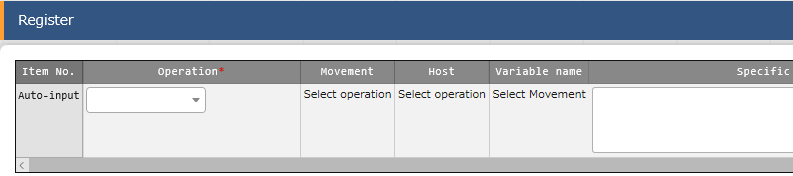 Register
Item No. Operation* Movement Host Variable name Specific
Auto-input Select operation Select operation Select Movement